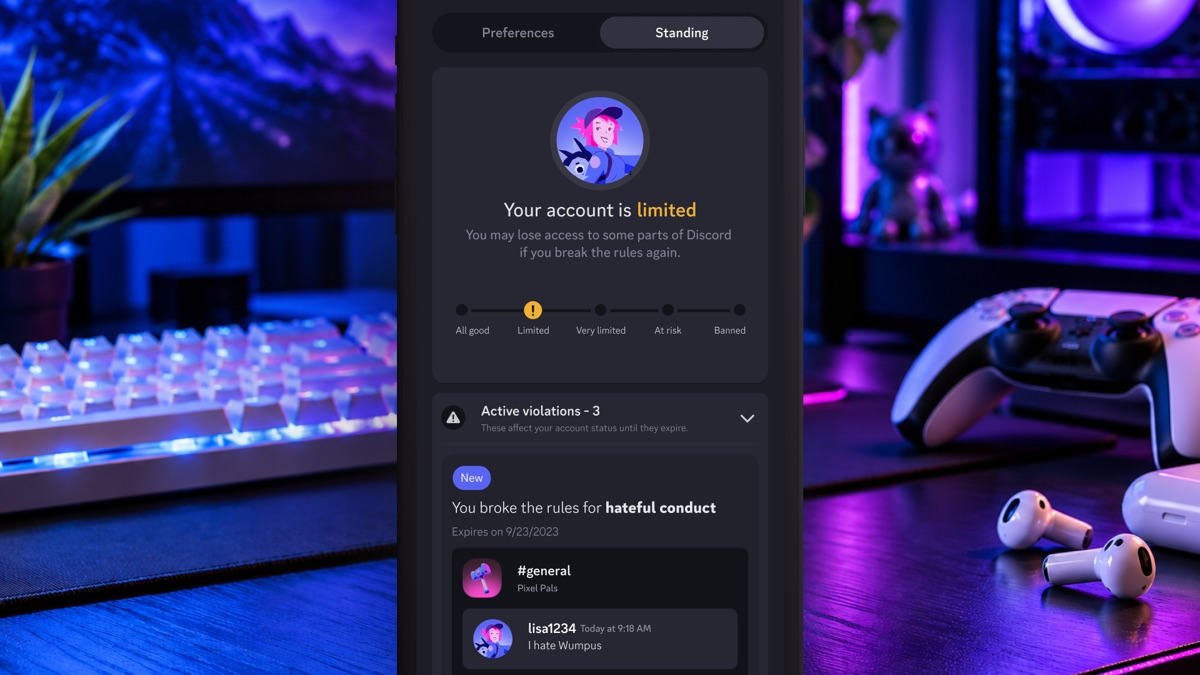 Preferences
Standing
Your account is limited
You may lose access to some parts of Discord
if you break the rules again.
All good
Limited
Very limited
At risk
Banned
Active violations - 3
These affect your account status until they expire.
New
You broke the rules for hateful conduct
Expires on 9/23/2023
#general
Pixel Pals
lisa1234 Today at 9:18 AM
I hate Wumpus